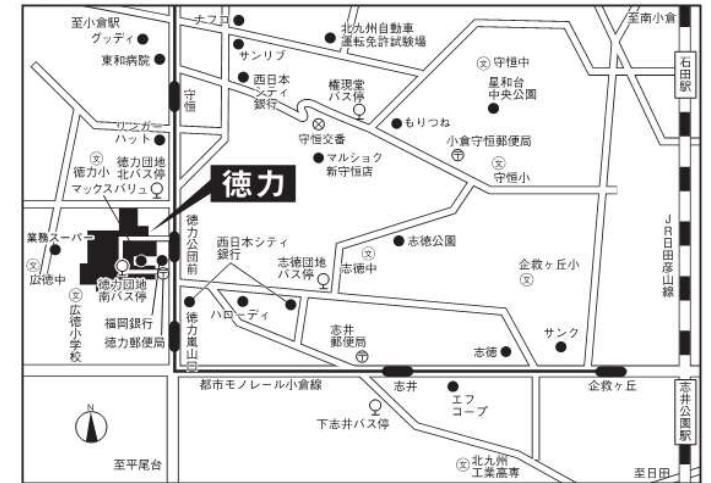 至小倉駅
グッディ
東和病院
ナフコ
サンリブ
西日本
シティ
銀行
北九州自動車
運転免許試験場
権現堂
バス停
守恒中
星和台
中央公園
至南小倉
石田駅
守恒
リンガー
ハット
守恒交番
もりつね
小倉守恒郵便局
マルショク
新守恒店
守恒小
徳力団地
北バス停
徳力小
マックスバリュ
徳力
業務スーパー
広徳中
徳力団地
南バス停
広徳小学校
福岡銀行
徳力郵便局
徳力公団前
西日本シティ
銀行
志徳団地
バス停
志徳中
志徳公園
企救ヶ丘小
JR日田彦山線
徳力嵐山口
ハローディ
志井
郵便局
志徳
サンク
都市モノレール小倉線
志井
企救ヶ丘
志井公園駅
エフ
コープ
下志井バス停
N
至平尾台
北九州
工業高専
至日田